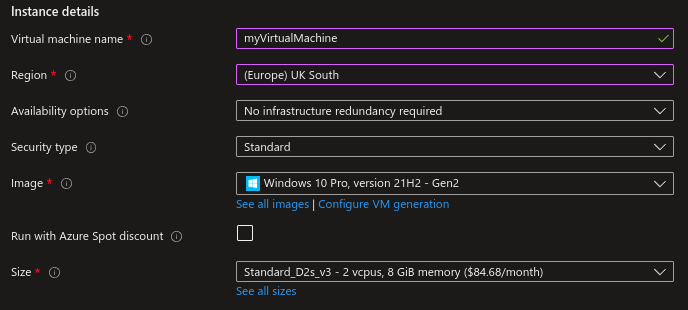 Instance details
Virtual machine name * myVirtualMachine
Region * (Europe) UK South
Availability options No infrastructure redundancy required
Security type Standard
Image * Windows 10 Pro, version 21H2 - Gen2
See all images | Configure VM generation
Run with Azure Spot discount
Size * Standard_D2s_v3 - 2 vcpus, 8 GiB memory ($84.68/month)
See all sizes